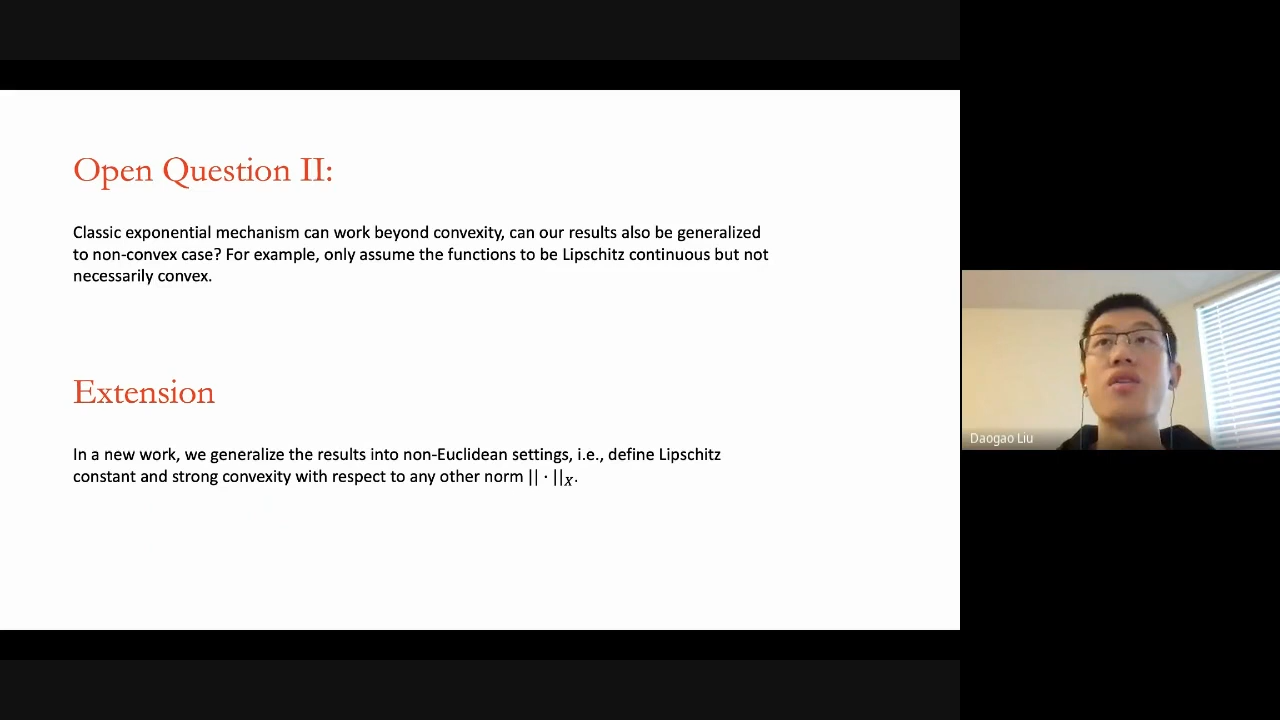 Open Question II:
Classic exponential mechanism can work beyond convexity, can our results also be generalized
to non-convex case? For example, only assume the functions to be Lipschitz continuous but not
necessarily convex.
Extension
In a new work, we generalize the results into non-Euclidean settings, i.e., define Lipschitz
constant and strong convexity with respect to any other norm || · ||X.
Daogao Liu